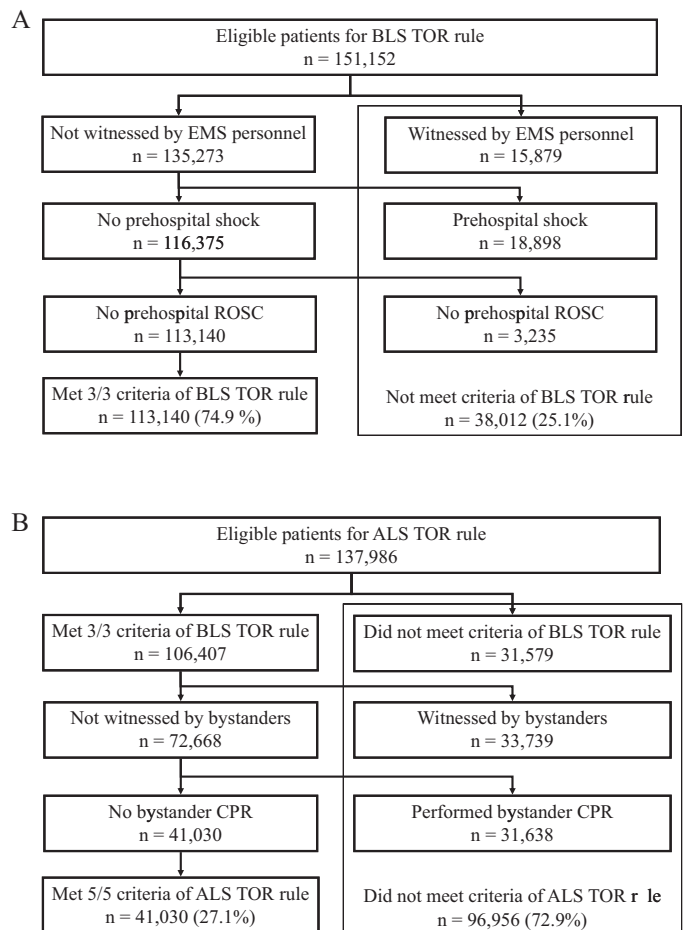 A
Eligible patients for BLS TOR rule
n = 151,152
Not witnessed by EMS personnel
n = 135,273
Witnessed by EMS personnel
n = 15,879
No prehospital shock
n = 116,375
Prehospital shock
n = 18,898
No prehospital ROSC
n = 113,140
No prehospital ROSC
n = 3,235
Met 3/3 criteria of BLS TOR rule
n = 113,140 (74.9 %)
Not meet criteria of BLS TOR rule
n = 38,012 (25.1%)
B
Eligible patients for ALS TOR rule
n = 137,986
Met 3/3 criteria of BLS TOR rule
n = 106,407
Did not meet criteria of BLS TOR rule
n = 31,579
Not witnessed by bystanders
n = 72,668
Witnessed by bystanders
n = 33,739
No bystander CPR
n = 41,030
Performed bystander CPR
n = 31,638
Met 5/5 criteria of ALS TOR rule
n = 41,030 (27.1%)
Did not meet criteria of ALS TOR r le
n = 96,956 (72.9%)